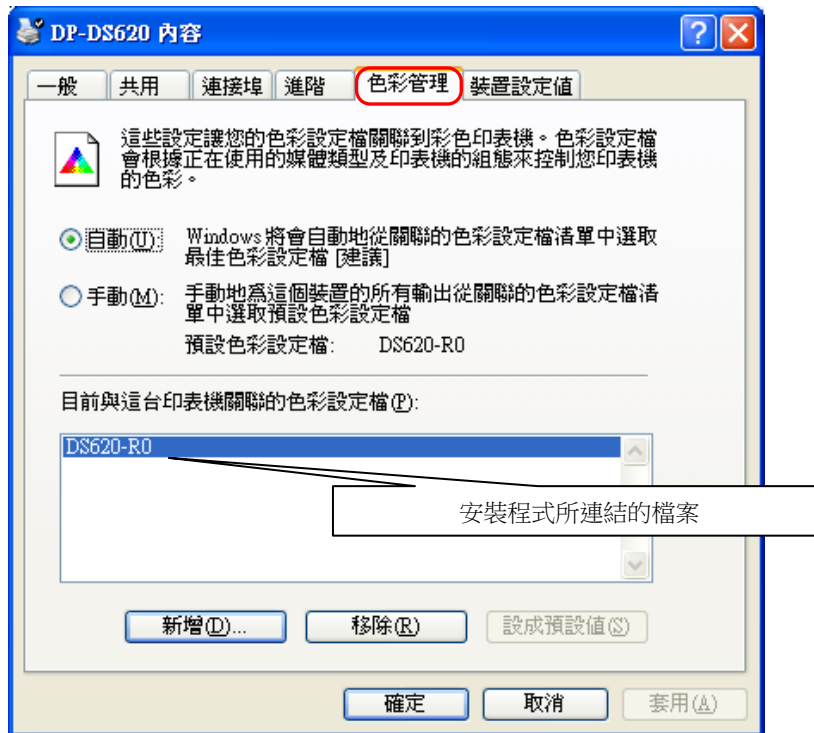 DP-DS620 內容
一般 共用 連接埠 進階 色彩管理 裝置設定值
這些設定讓您的色彩設定檔關聯到彩色印表機。色彩設定檔
會根據正在使用的媒體類型及印表機的組態來控制您印表機
的色彩。
自動(U): Windows 將會自動地從關聯的色彩設定檔清單中選取
最佳色彩設定檔 [建議]
手動(M): 手動地為這個裝置的所有輸出從關聯的色彩設定檔清
單中選取預設色彩設定檔
預設色彩設定檔: DS620-R0
目前與這台印表機關聯的色彩設定檔(P):
DS620-R0
安裝程式所連結的檔案
新增(D)... 移除(R) 設成預設值(S)
確定 取消 套用(A)